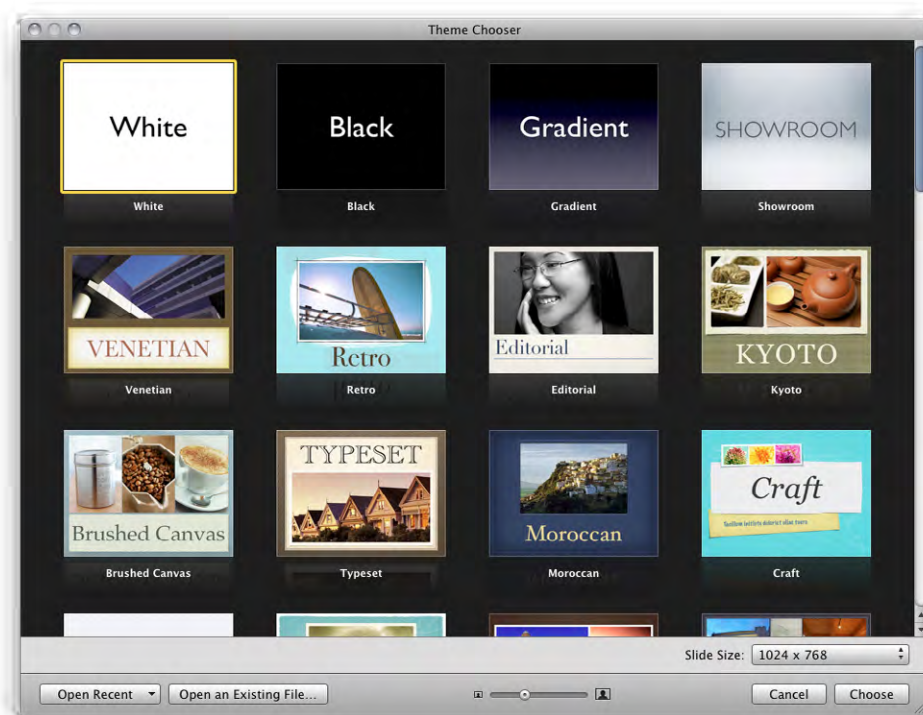 Theme Chooser
White
Black
Gradient
SHOWROOM
White
Black
Gradient
Showroom
VENETIAN
Retro
Editorial
KYOTO
Venetian
Retro
Editorial
Kyoto
Brushed Canvas
TYPESET
Moroccan
Craft
Brushed Canvas
Typeset
Moroccan
Craft
Slide Size: 1024 x 768
Open Recent
Open an Existing File...
Cancel
Choose